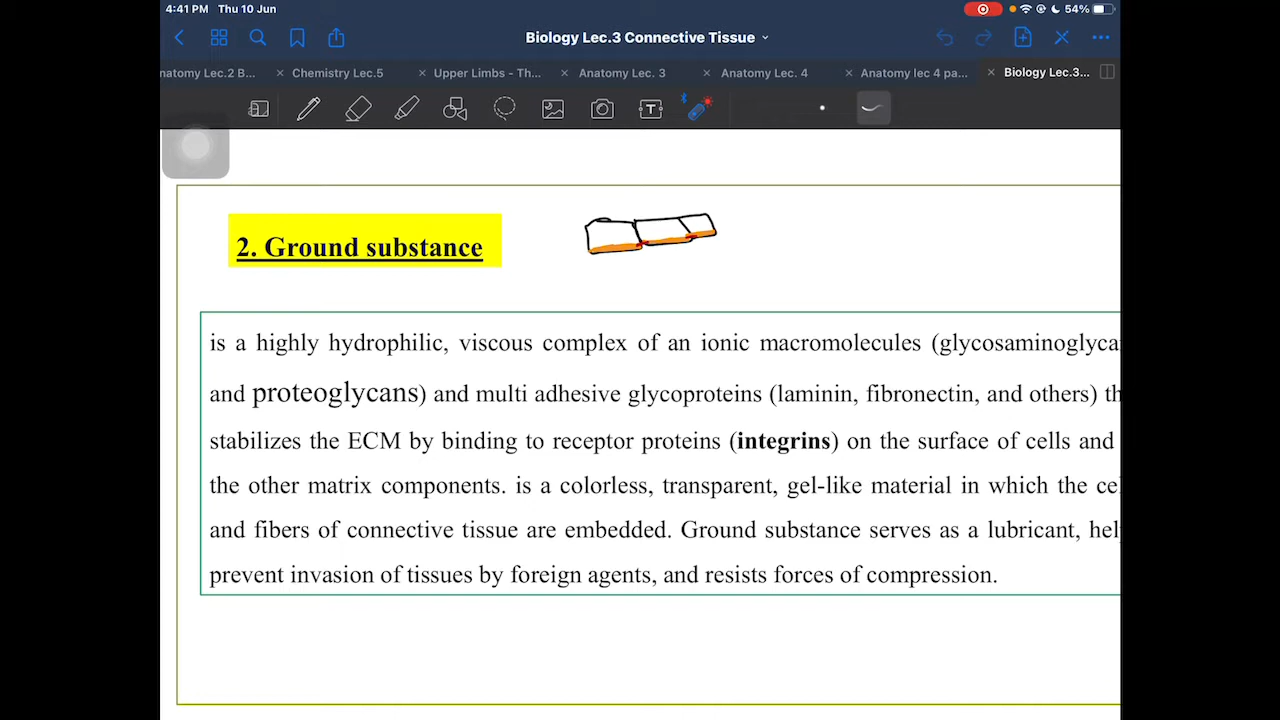 4:41 PM Thu 10 Jun
54%
Biology Lec.3 Connective Tissue
natomy Lec.2 B... Chemistry Lec.5 Upper Limbs - Th... Anatomy Lec. 3 Anatomy Lec. 4 Anatomy lec 4 pa... Biology Lec.3...
T
2. Ground substance
is a highly hydrophilic, viscous complex of an ionic macromolecules (glycosaminoglyca
and proteoglycans) and multi adhesive glycoproteins (laminin, fibronectin, and others) th
stabilizes the ECM by binding to receptor proteins (integrins) on the surface of cells and
the other matrix components. is a colorless, transparent, gel-like material in which the ce
and fibers of connective tissue are embedded. Ground substance serves as a lubricant, hel
prevent invasion of tissues by foreign agents, and resists forces of compression.